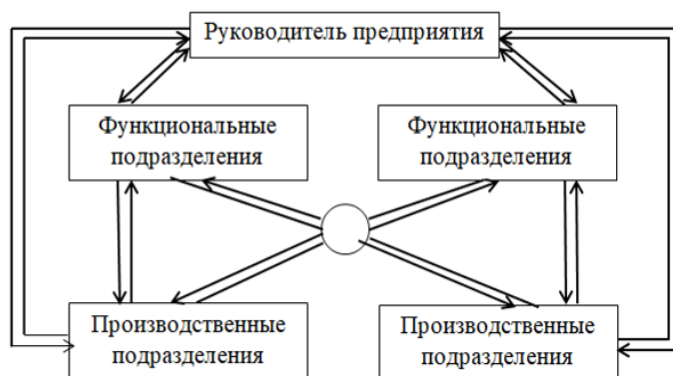 Руководитель предприятия
Функциональные
подразделения
Функциональные
подразделения
Производственные
подразделения
Производственные
подразделения